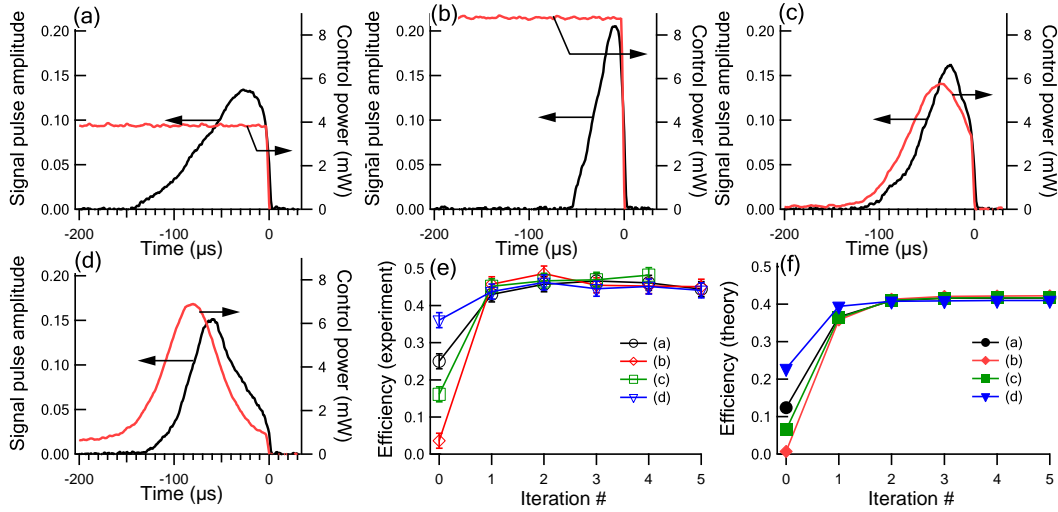 (a)
Signal pulse amplitude
0.20
0.15
0.10
0.05
0.00
8
6
4
2
0
Control power (mW)
-200
-100
0
Time (µs)
(b)
Signal pulse amplitude
0.20
0.15
0.10
0.05
0.00
8
6
4
2
0
Control power (mW)
-200
-100
0
Time (µs)
(c)
Signal pulse amplitude
0.20
0.15
0.10
0.05
0.00
8
6
4
2
0
Control power (mW)
-200
-100
0
Time (µs)
(d)
Signal pulse amplitude
0.20
0.15
0.10
0.05
0.00
8
6
4
2
0
Control power (mW)
-200
-100
0
Time (µs)
(e)
Efficiency (experiment)
0.5
0.4
0.3
0.2
0.1
0.0
(a)
(b)
(c)
(d)
0 1 2 3 4 5
Iteration #
(f)
Efficiency (theory)
0.5
0.4
0.3
0.2
0.1
0.0
(a)
(b)
(c)
(d)
0 1 2 3 4 5
Iteration #